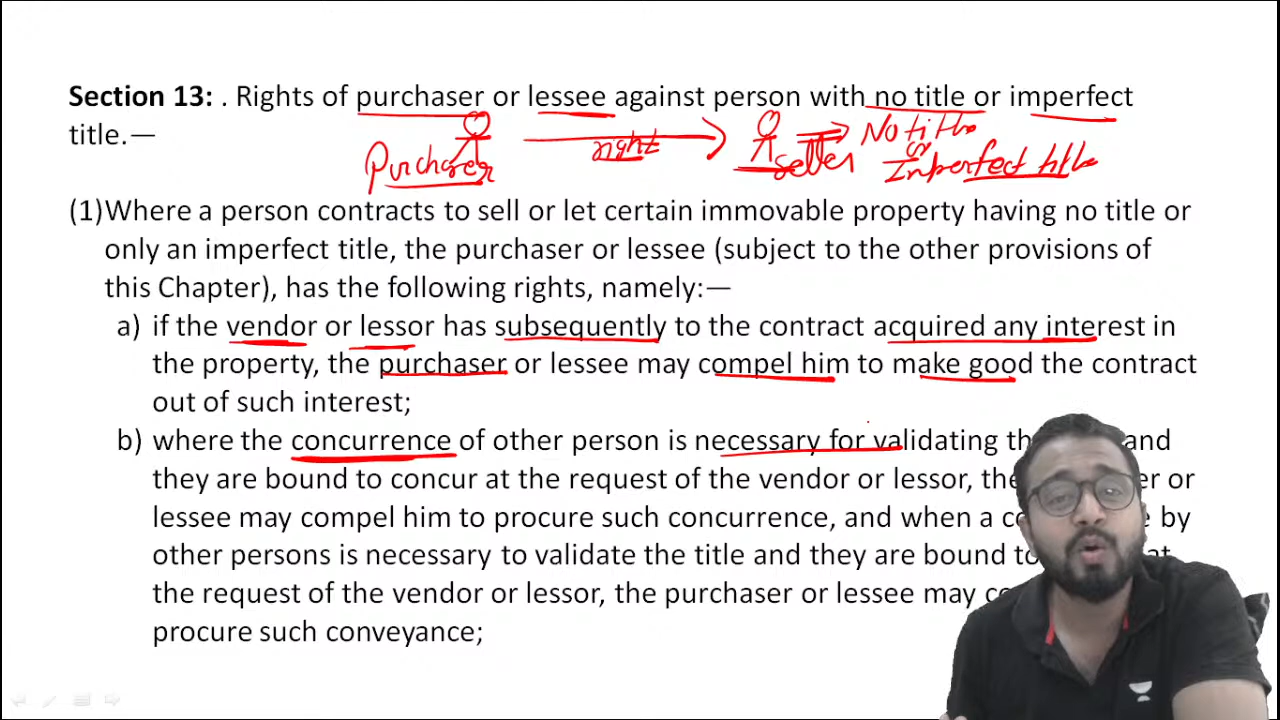 Section 13: . Rights of purchaser or lessee against person with no title or imperfect
title.—
Purchaser right seller No title
or
Imperfect title
(1)Where a person contracts to sell or let certain immovable property having no title or
only an imperfect title, the purchaser or lessee (subject to the other provisions of
this Chapter), has the following rights, namely:—
a) if the vendor or lessor has subsequently to the contract acquired any interest in
the property, the purchaser or lessee may compel him to make good the contract
out of such interest;
b) where the concurrence of other person is necessary for validating and
they are bound to concur at the request of the vendor or lessor, or
lessee may compel him to procure such concurrence, and when a by
other persons is necessary to validate the title and they are bound at
the request of the vendor or lessor, the purchaser or lessee may
procure such conveyance;